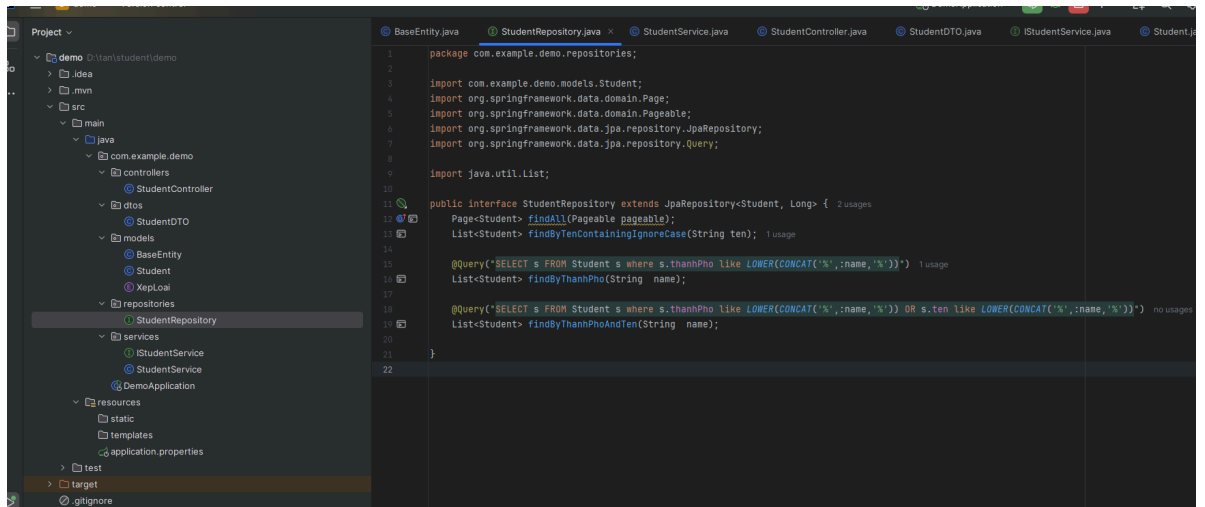 Project
BaseEntity.java
StudentRepository.java
StudentService.java
StudentController.java
StudentDTO.java
IStudentService.java
Student.ja
demo D:\tan\student\demo
.idea
.mvn
src
main
java
com.example.demo
controllers
StudentController
dtos
StudentDTO
models
BaseEntity
Student
XepLoai
repositories
StudentRepository
services
IStudentService
StudentService
DemoApplication
resources
static
templates
application.properties
test
target
.gitignore
1 package com.example.demo.repositories;
2
3 import com.example.demo.models.Student;
4 import org.springframework.data.domain.Page;
5 import org.springframework.data.domain.Pageable;
6 import org.springframework.data.jpa.repository.JpaRepository;
7 import org.springframework.data.jpa.repository.Query;
8
9 import java.util.List;
10
11 public interface StudentRepository extends JpaRepository<Student, Long> { 2 usages
12 Page<Student> findAll(Pageable pageable);
13 List<Student> findByTenContainingIgnoreCase(String ten); 1 usage
14
15 @Query("SELECT s FROM Student s where s.thanhPho like LOWER(CONCAT('%',:name,'%'))") 1 usage
16 List<Student> findByThanhPho(String name);
17
18 @Query("SELECT s FROM Student s where s.thanhPho like LOWER(CONCAT('%',:name,'%')) OR s.ten like LOWER(CONCAT('%',:name,'%'))") no usages
19 List<Student> findByThanhPhoAndTen(String name);
20
21 }
22